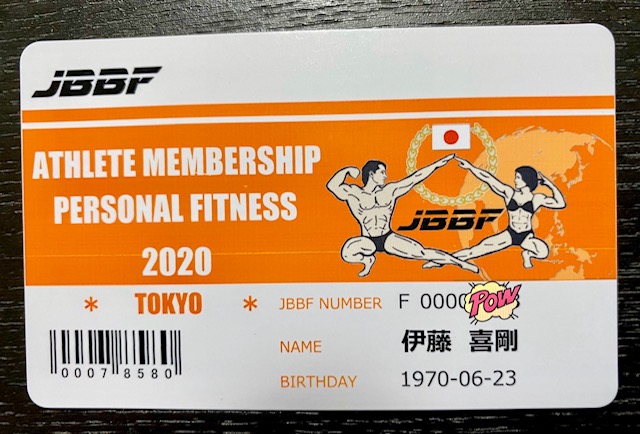 JBBF
ATHLETE MEMBERSHIP
PERSONAL FITNESS
2020
JBBF
* TOKYO *
JBBF NUMBER F 0000
POW
NAME 伊藤 喜剛
BIRTHDAY 1970-06-23
00078580